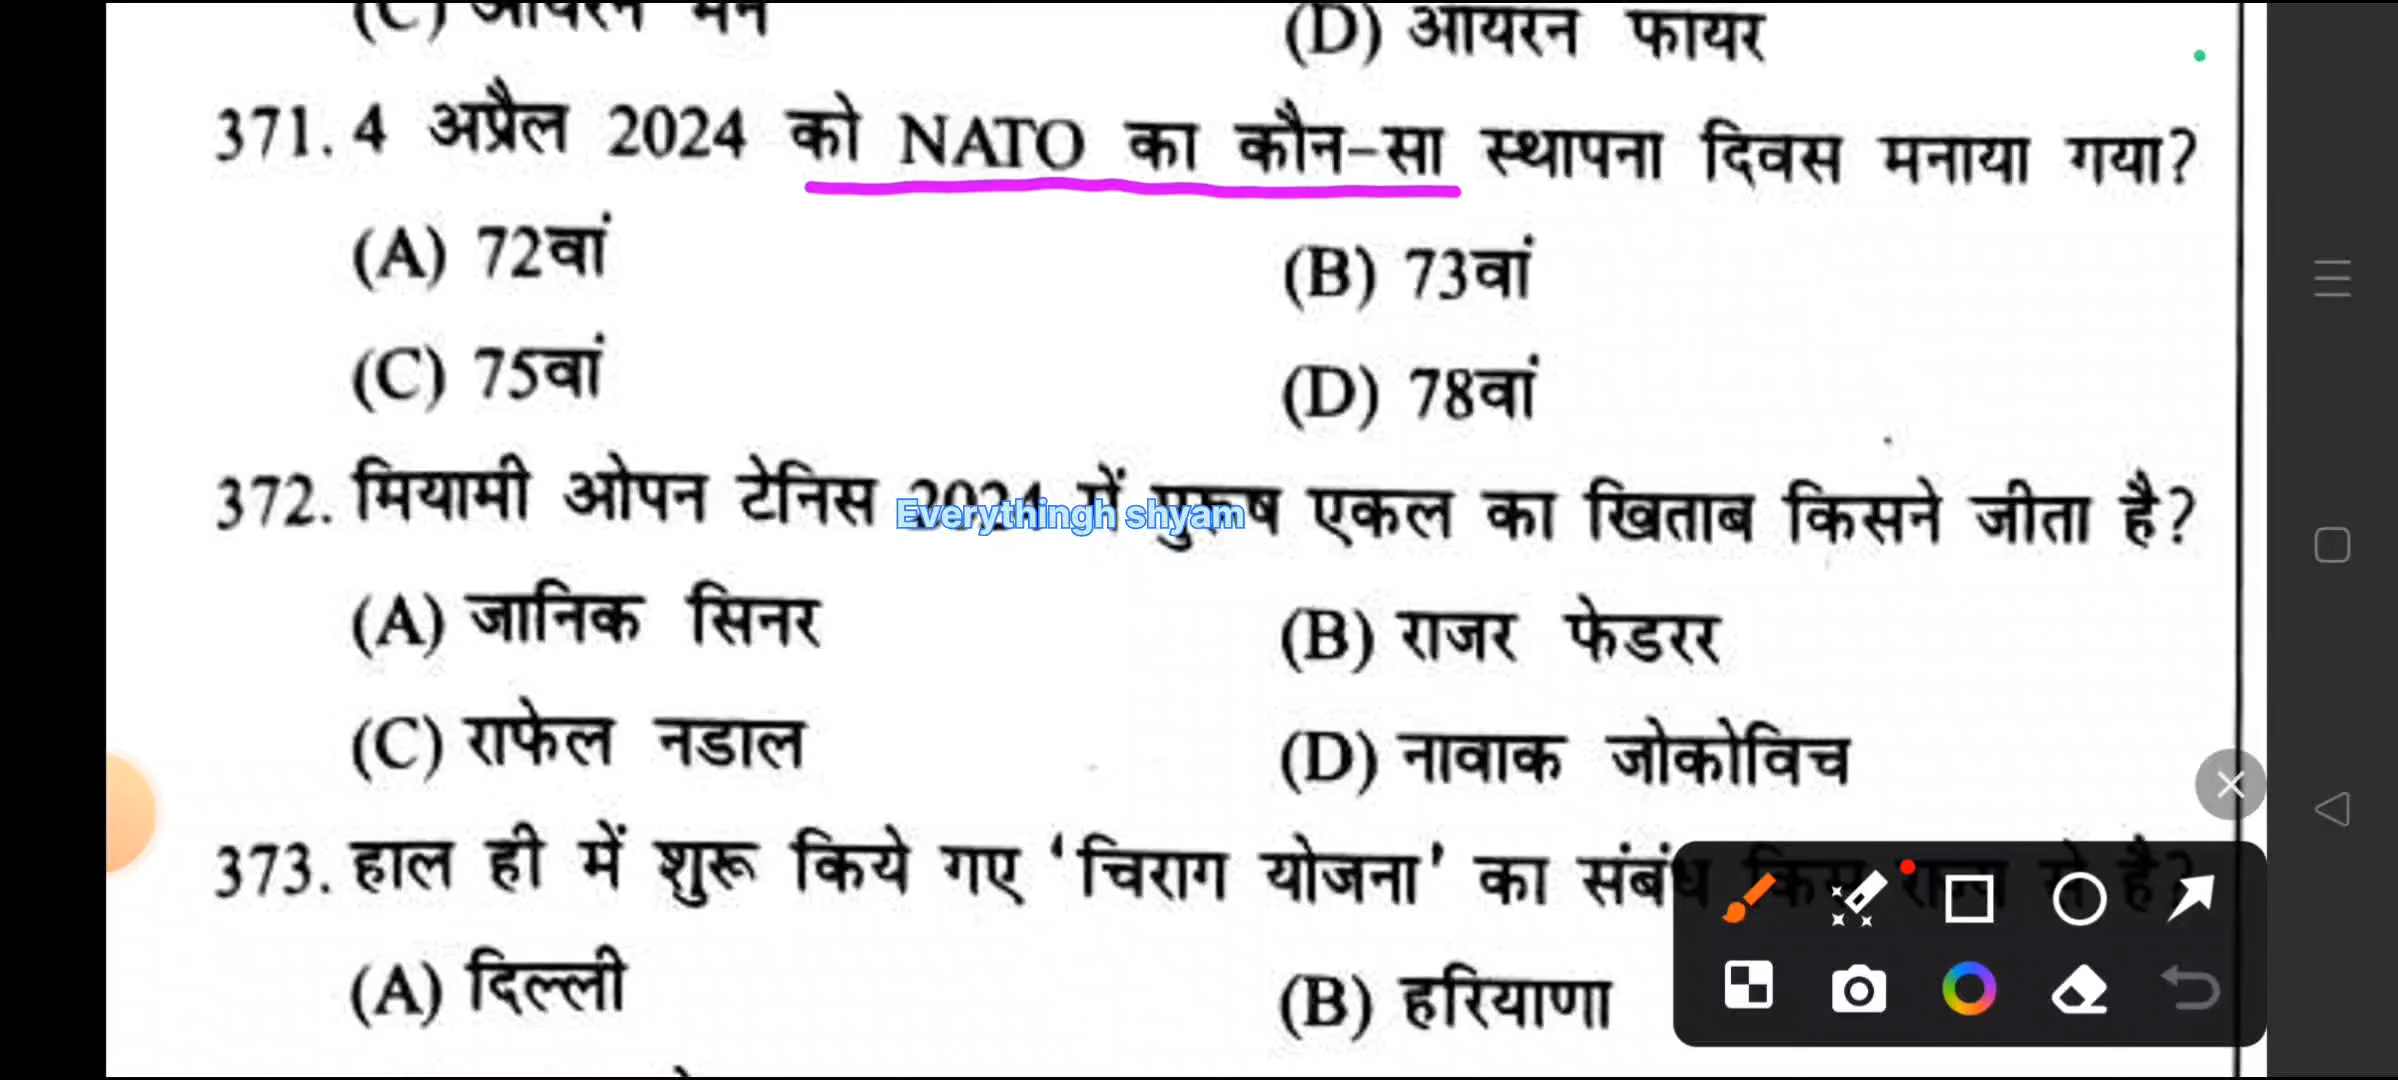 (C) आयरन मैन (D) आयरन फायर
371. 4 अप्रैल 2024 को NATO का कौन-सा स्थापना दिवस मनाया गया?
(A) 72वां (B) 73वां
(C) 75वां (D) 78वां
372. मियामी ओपन टेनिस 2024 में पुरुष एकल का खिताब किसने जीता है?
Everythingh shyam
(A) जानिक सिनर (B) राजर फेडरर
(C) राफेल नडाल (D) नावाक जोकोविच
373. हाल ही में शुरू किये गए ‘चिराग योजना’ का संबंध किस राज्य से है?
(A) दिल्ली (B) हरियाणा